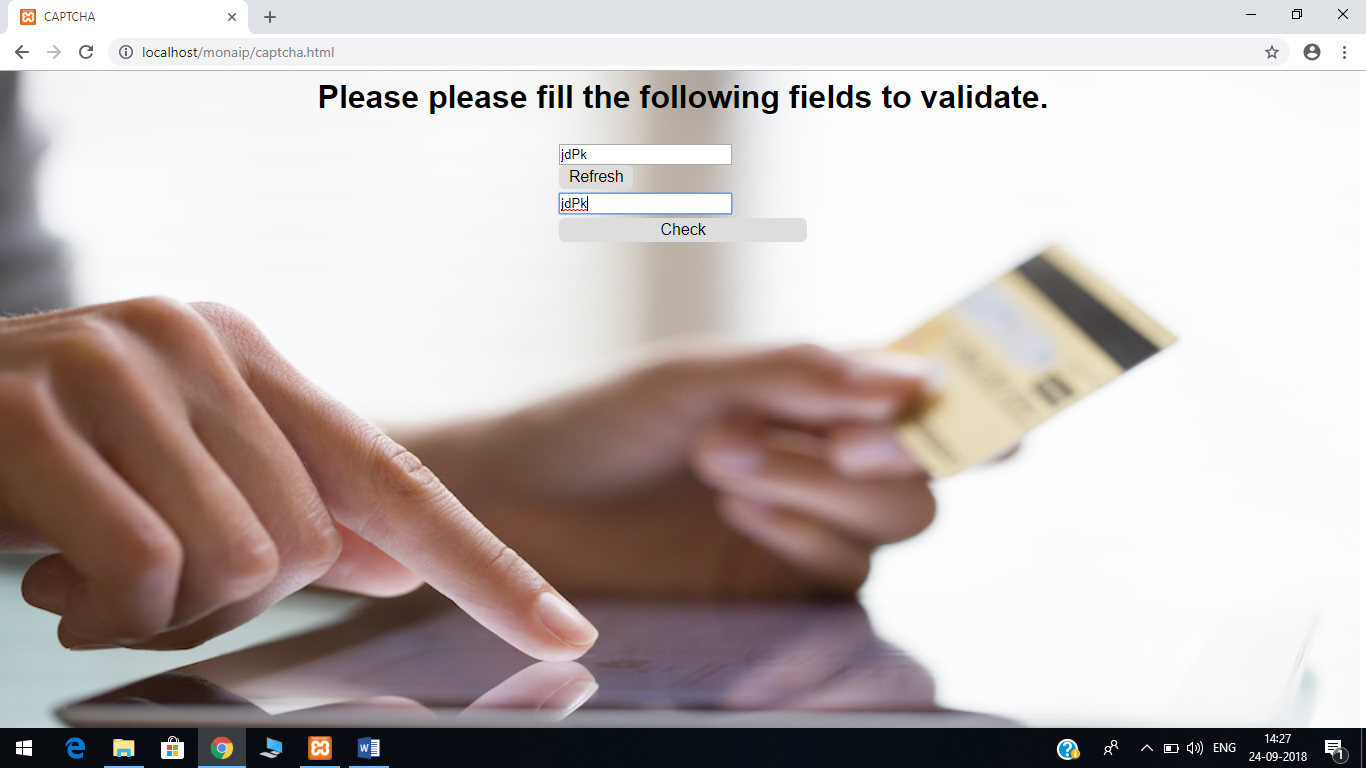 CAPTCHA
localhost/monaip/captcha.html
Please please fill the following fields to validate.
jdPk
Refresh
jdPk
Check
ENG
14:27
24-09-2018
1